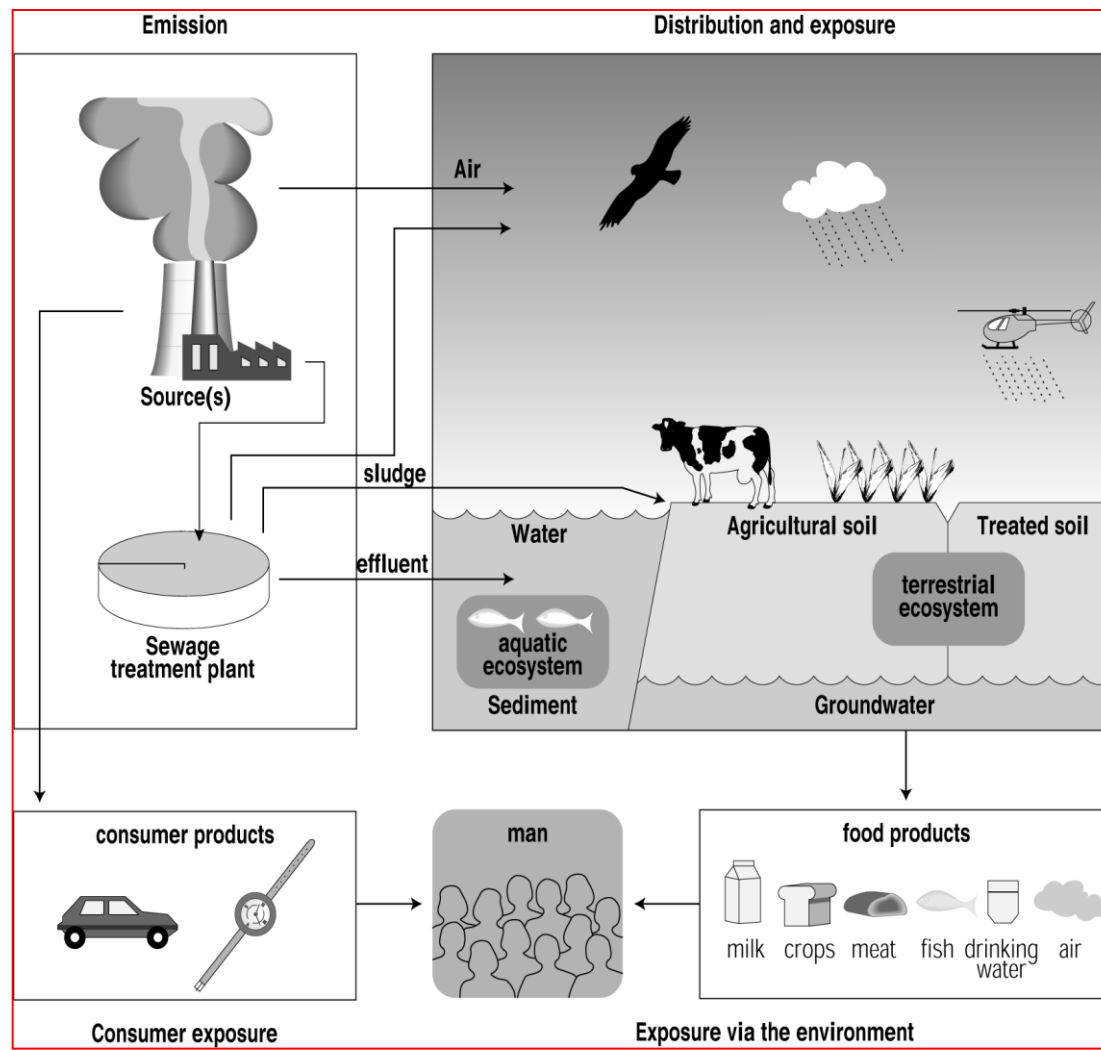 Emission
Distribution and exposure
Air
Source(s)
sludge
Water
Agricultural soil
Treated soil
effluent
terrestrial
ecosystem
Sewage
treatment plant
aquatic
ecosystem
Sediment
Groundwater
consumer products
man
food products
milk
crops
meat
fish
drinking
water
air
Consumer exposure
Exposure via the environment